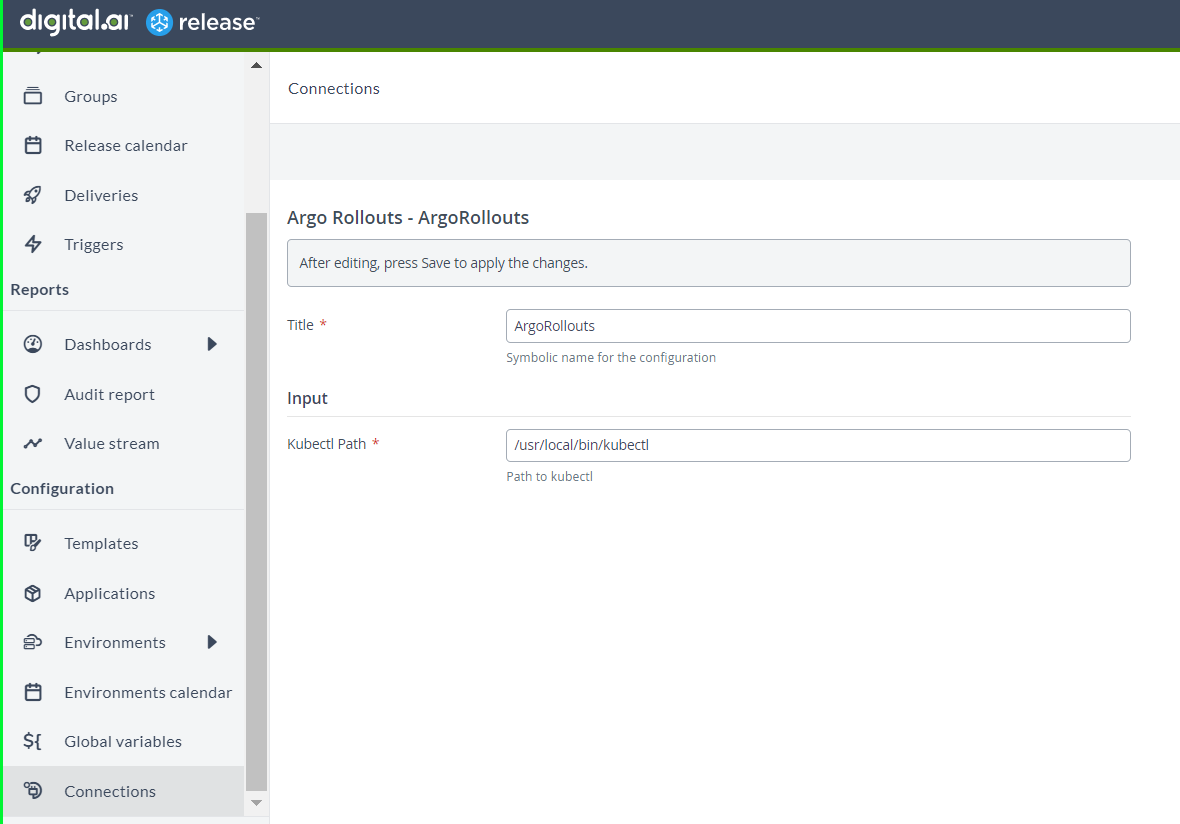 digital.ai release
Groups
Release calendar
Deliveries
Triggers
Reports
Dashboards
Audit report
Value stream
Configuration
Templates
Applications
Environments
Environments calendar
Global variables
Connections
Connections
Argo Rollouts - ArgoRollouts
After editing, press Save to apply the changes.
Title * ArgoRollouts
Symbolic name for the configuration
Input
Kubectl Path * /usr/local/bin/kubectl
Path to kubectl